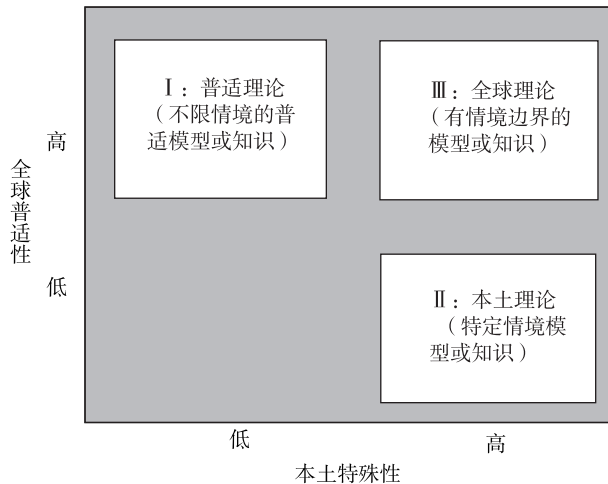 Ⅰ：普适理论
（不限情境的普
适模型或知识）
Ⅲ：全球理论
（有情境边界的
模型或知识）
高
全球普适性
低
Ⅱ：本土理论
（特定情境模
型或知识）
低
高
本土特殊性